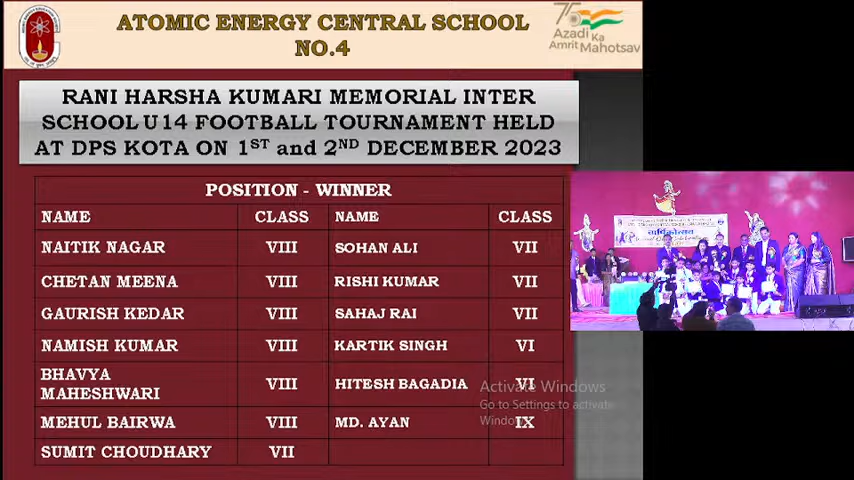 ATOMIC ENERGY CENTRAL SCHOOL
NO.4
Azadi
Ka
Amrit Mahotsav
RANI HARSHA KUMARI MEMORIAL INTER
SCHOOL U14 FOOTBALL TOURNAMENT HELD
AT DPS KOTA ON 1ST and 2ND DECEMBER 2023
POSITION - WINNER
NAME CLASS NAME CLASS
NAITIK NAGAR VIII SOHAN ALI VII
CHETAN MEENA VIII RISHI KUMAR VII
GAURISH KEDAR VIII SAHAJ RAI VII
NAMISH KUMAR VIII KARTIK SINGH VI
BHAVYA
MAHESHWARI VIII HITESH BAGADIA VI
MEHUL BAIRWA VIII MD. AYAN IX
SUMIT CHOUDHARY VII
Activate Windows
Go to Settings to activate
Windo
वार्षिकोत्सव